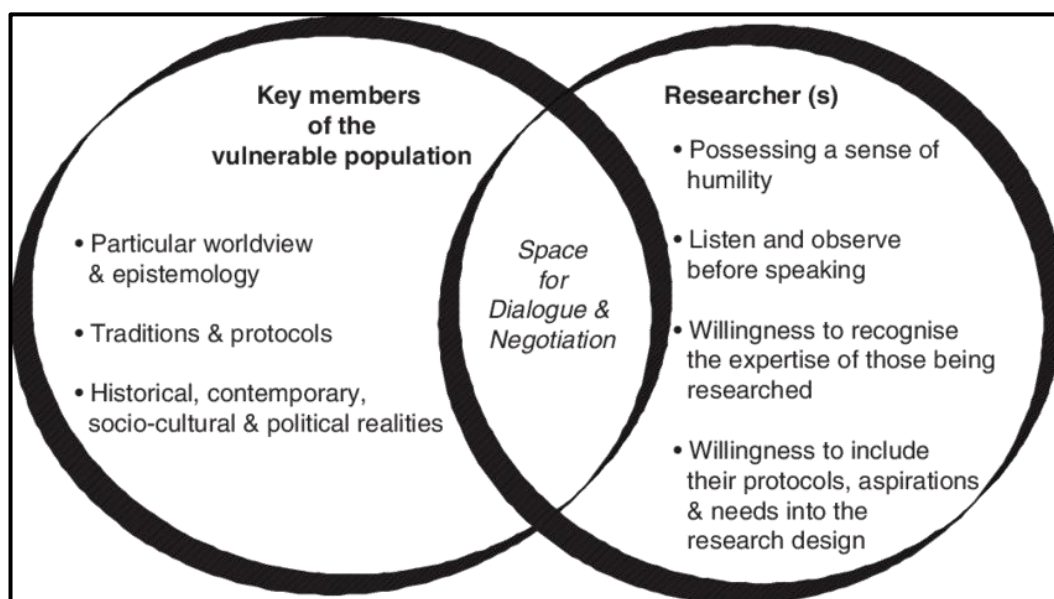 Key members
of the
vulnerable population
• Particular worldview
& epistemology
• Traditions & protocols
• Historical, contemporary,
socio-cultural & political realities
Space
for
Dialogue &
Negotiation
Researcher (s)
• Possessing a sense of
humility
• Listen and observe
before speaking
• Willingness to recognise
the expertise of those being
researched
• Willingness to include
their protocols, aspirations
& needs into the
research design